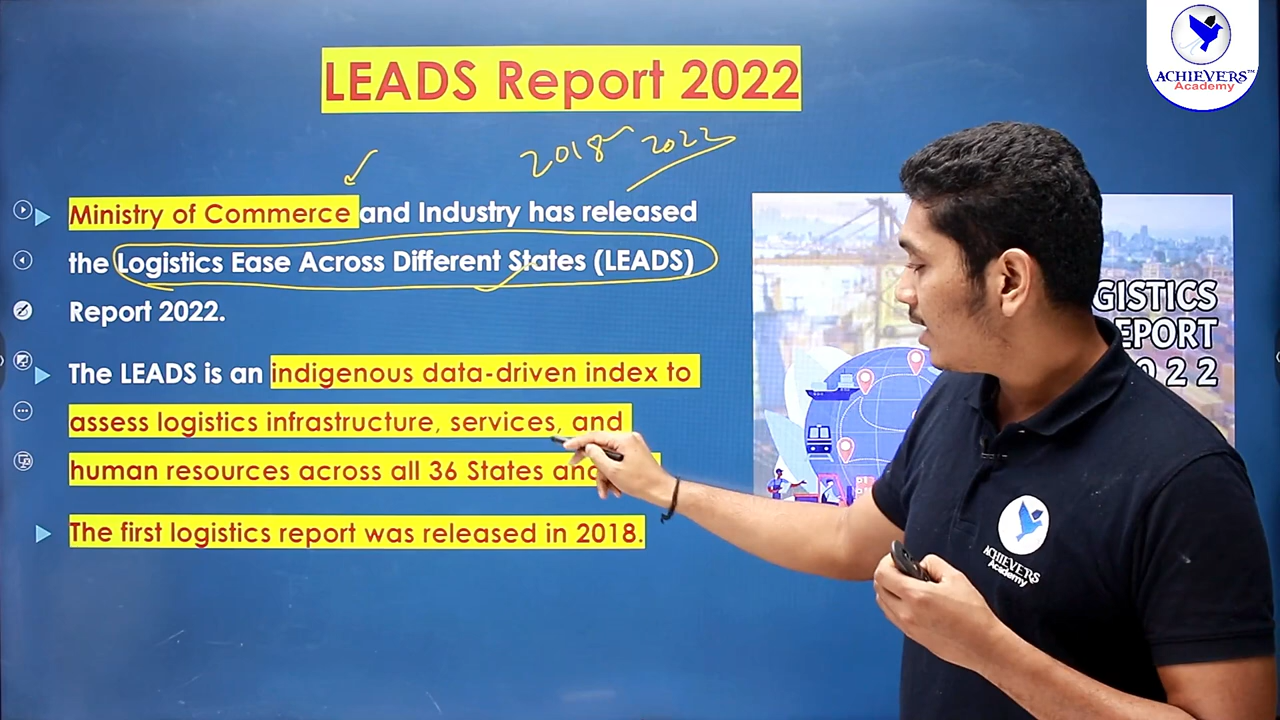 ACHIEVERS™
Academy
LEADS Report 2022
2018 2022
Ministry of Commerce and Industry has released
the Logistics Ease Across Different States (LEADS)
Report 2022.
The LEADS is an indigenous data-driven index to
assess logistics infrastructure, services, and
human resources across all 36 States and
The first logistics report was released in 2018.
GISTICS
EPORT
022
ACHIEVERS
Academy